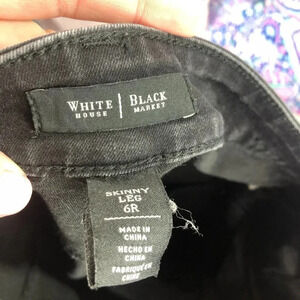 WHITE | BLACK
HOUSE | MARKET
SKINNY
LEG
6R
MADE IN
CHINA
HECHO EN
CHINA
FABRIQUÉ EN
CHINE